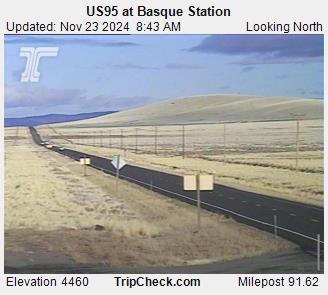 US95 at Basque Station
Updated: Nov 23 2024 8:43 AM Looking North
Elevation 4460 TripCheck.com Milepost 91.62